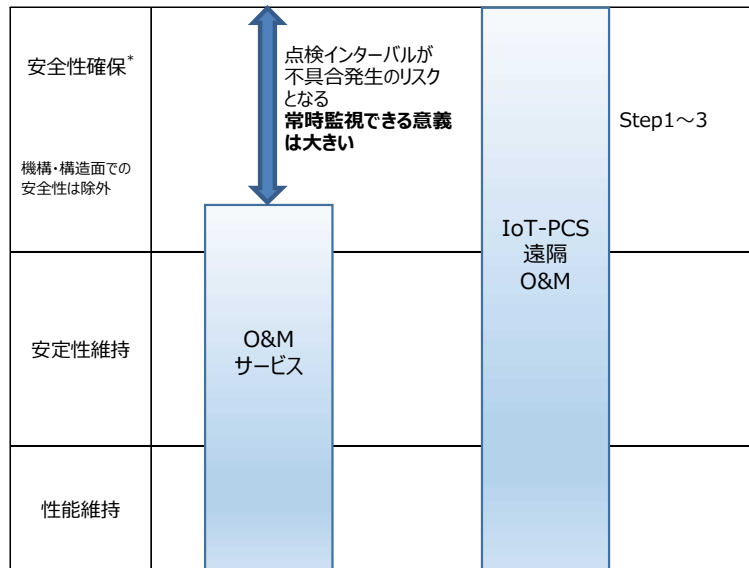 安全性確保*
機構・構造面での
安全性は除外
点検インターバルが
不具合発生のリスク
となる
常時監視できる意義
は大きい
Step1～3
IoT-PCS
遠隔
O&M
安定性維持
O&M
サービス
性能維持